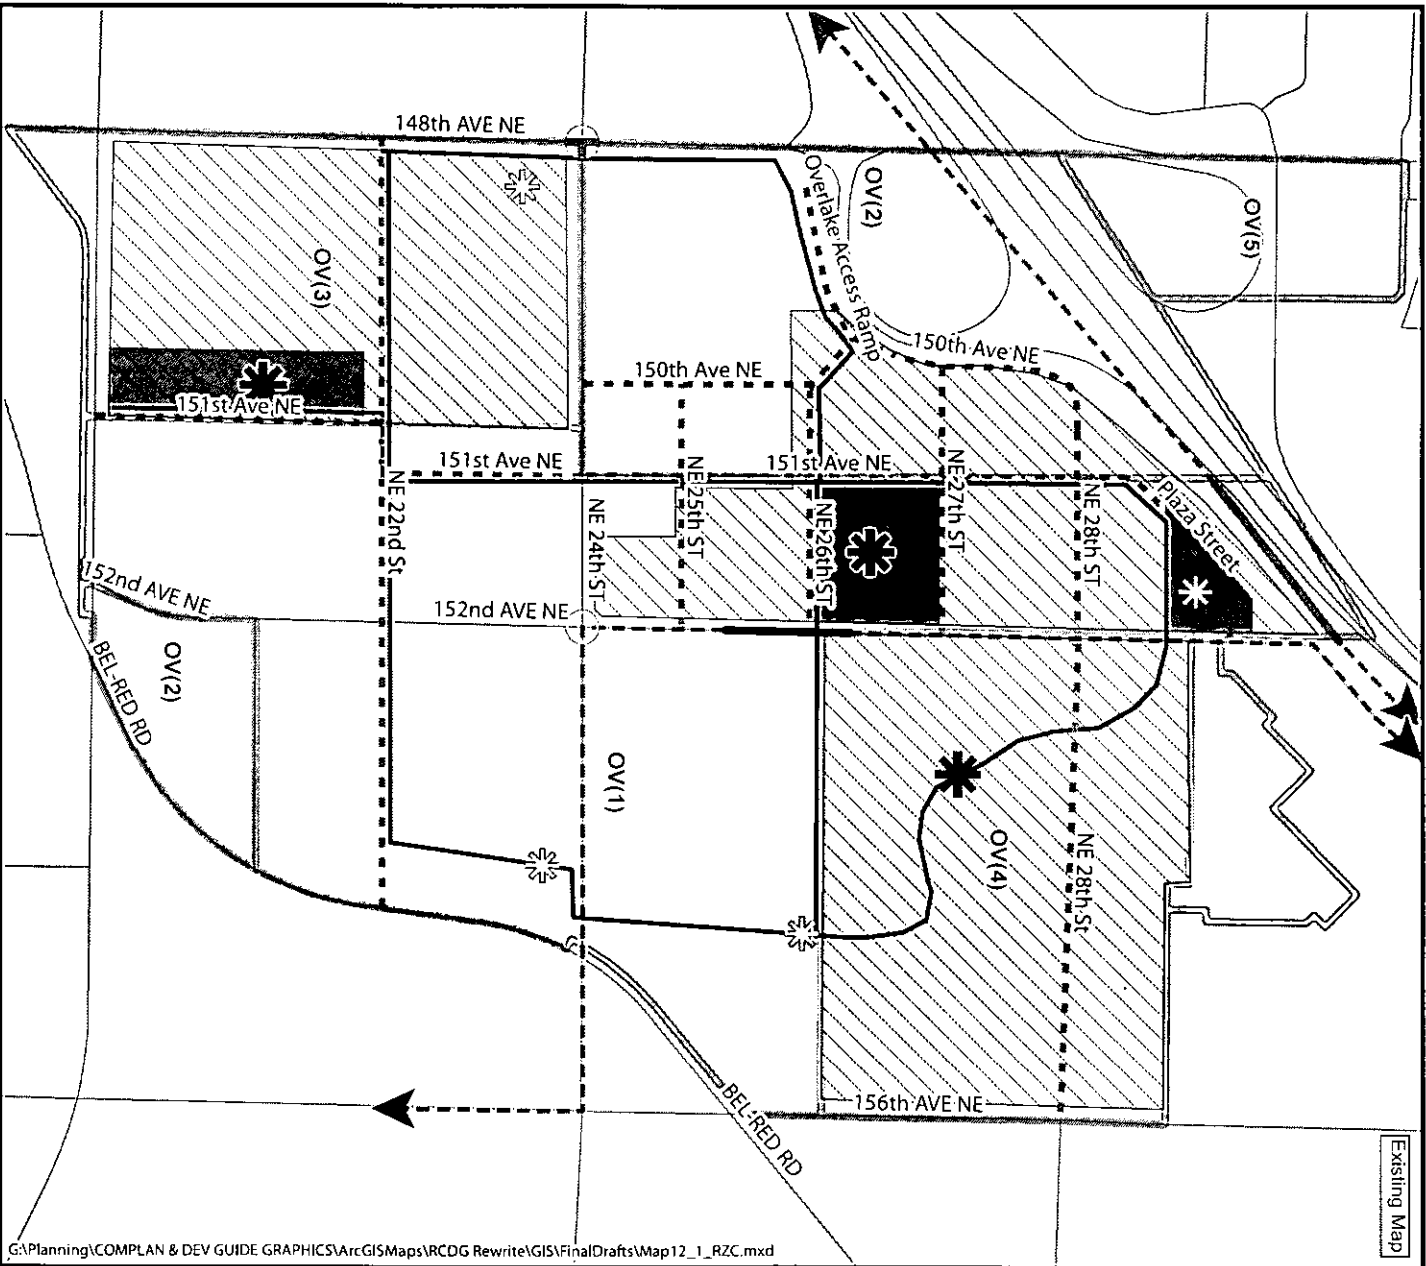 148th AVE NE
OV(2)
OV(5)
Overlake Access Ramp
OV(3)
150th Ave NE
150th Ave NE
151st Ave NE
151st Ave NE
151st Ave NE
NE 22nd St
NE 24th ST
NE 25th ST
NE 26th ST
NE 27th ST
NE 28th ST
Plaza Street
152nd AVE NE
152nd AVE NE
OV(2)
BEL-RED RD
OV(1)
OV(4)
NE 28th St
156th AVE NE
BEL-RED RD
Existing Map
G:\Planning\COMPLAN & DEV GUIDE GRAPHICS\ArcGISMaps\RCDG Rewrite\GIS\FinalDrafts\Map12_1_RZC.mxd